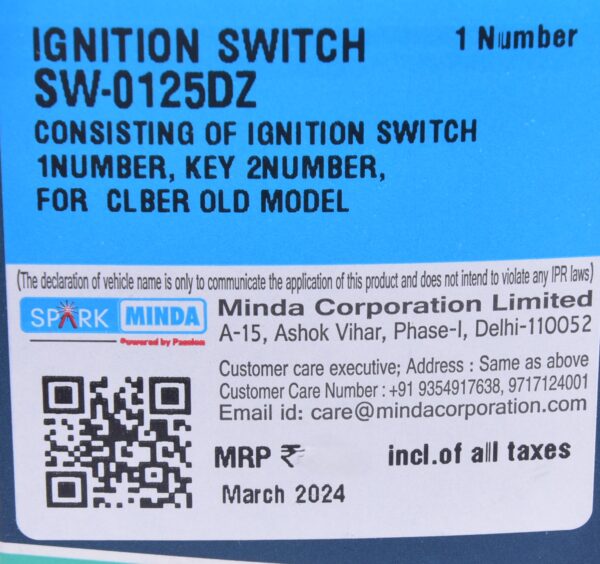 IGNITION SWITCH 1 Number
SW-0125DZ
CONSISTING OF IGNITION SWITCH
1NUMBER, KEY 2NUMBER,
FOR CLBER OLD MODEL
(The declaration of vehicle name is only to communicate the application of this product and does not intend to violate any IPR laws)
SPARK MINDA
Powered by Passion
Minda Corporation Limited
A-15, Ashok Vihar, Phase-I, Delhi-110052
Customer care executive; Address : Same as above
Customer Care Number : +91 9354917638, 9717124001
Email id: care@mindacorporation.com
MRP ₹ incl.of all taxes
March 2024